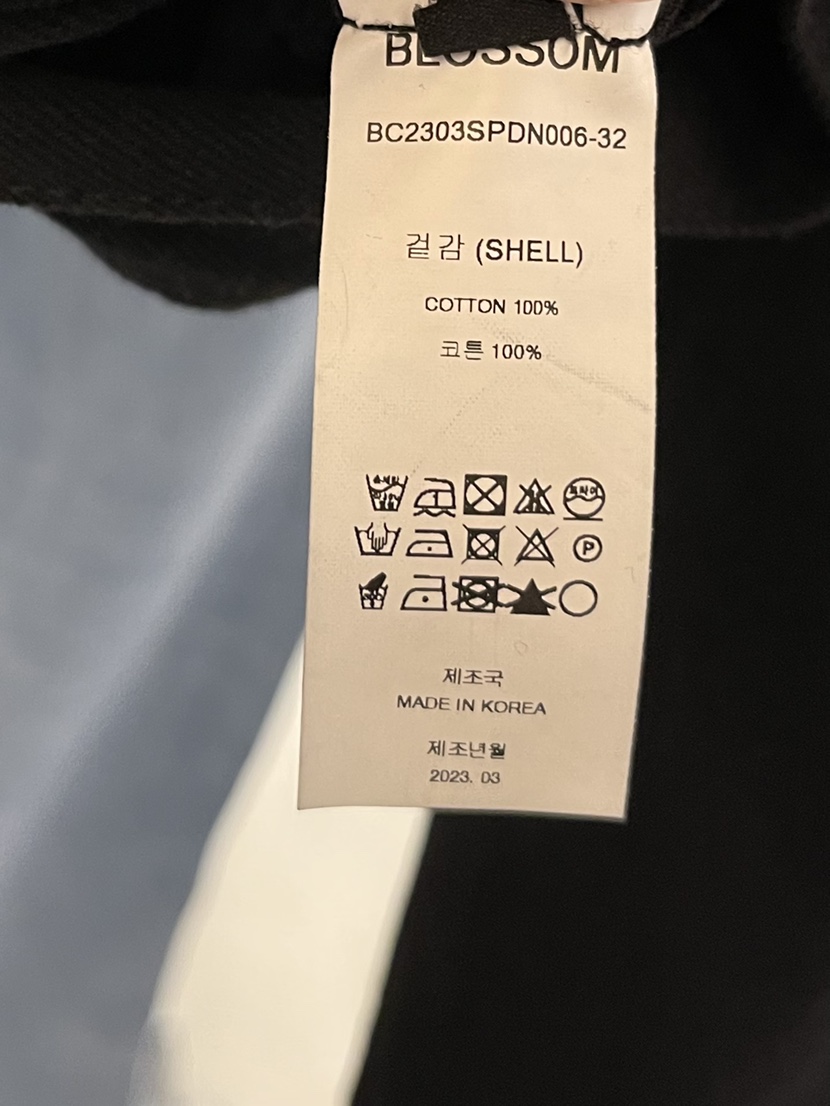 BLOSSOM
BC2303SPDN006-32
겉감 (SHELL)
COTTON 100%
코튼 100%
P
제조국
MADE IN KOREA
제조년월
2023. 03